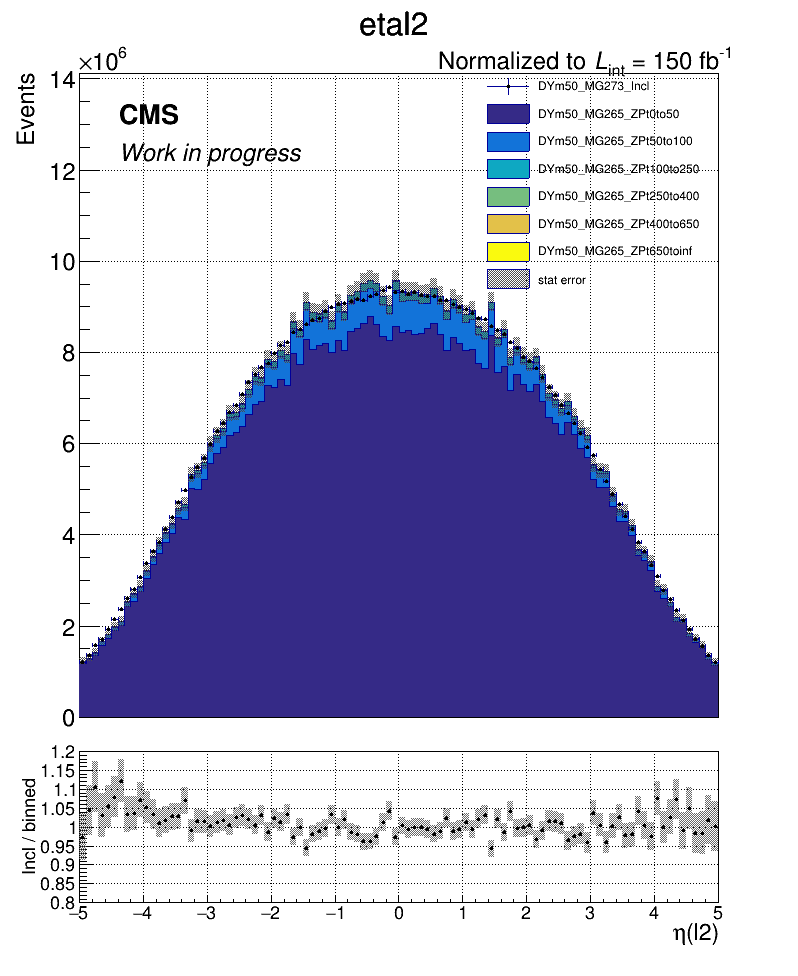 etal2
×10⁶
Normalized to L_int = 150 fb⁻¹
Events
14
12
10
8
6
4
2
0
CMS
Work in progress
DYm50_MG273_Incl
DYm50_MG265_ZPt0to50
DYm50_MG265_ZPt50to100
DYm50_MG265_ZPt100to250
DYm50_MG265_ZPt250to400
DYm50_MG265_ZPt400to650
DYm50_MG265_ZPt650toinf
stat error
Incl / binned
1.2
1.15
1.1
1.05
1
0.95
0.9
0.85
0.8
−5 −4 −3 −2 −1 0 1 2 3 4 5
η(l2)